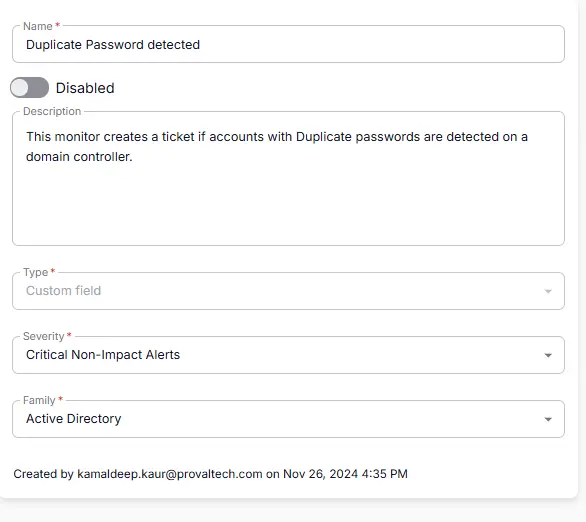 Name *
Duplicate Password detected
Disabled
Description
This monitor creates a ticket if accounts with Duplicate passwords are detected on a
domain controller.
Type *
Custom field
Severity *
Critical Non-Impact Alerts
Family *
Active Directory
Created by kamaldeep.kaur@provaltech.com on Nov 26, 2024 4:35 PM